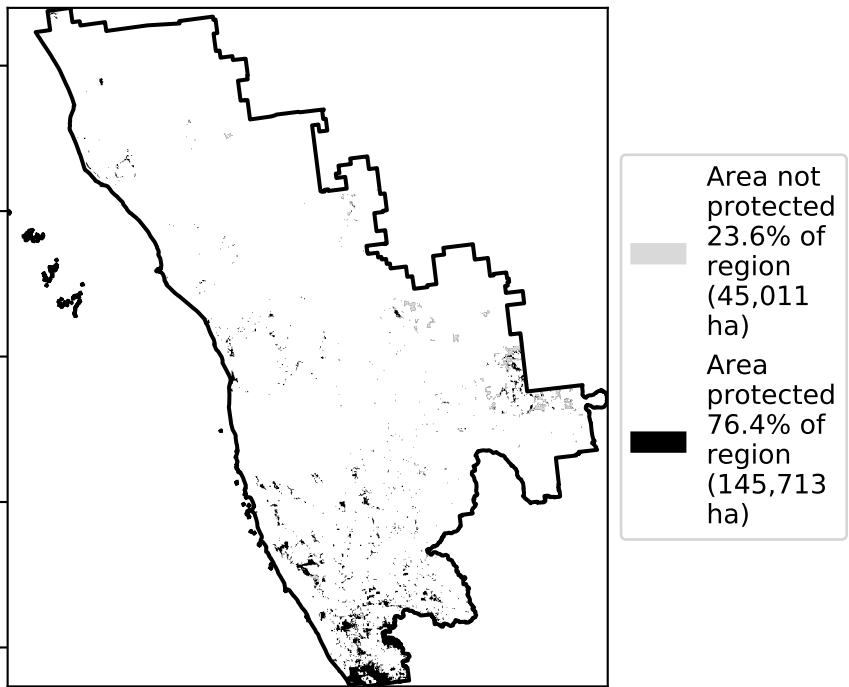 Area not
protected
23.6% of
region
(45,011
ha)
Area
protected
76.4% of
region
(145,713
ha)